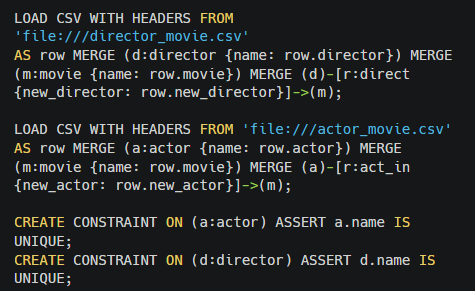 LOAD CSV WITH HEADERS FROM
'file:///director_movie.csv'
AS row MERGE (d:director {name: row.director}) MERGE
(m:movie {name: row.movie}) MERGE (d)-[r:direct
{new_director: row.new_director}]->(m);

LOAD CSV WITH HEADERS FROM 'file:///actor_movie.csv'
AS row MERGE (a:actor {name: row.actor}) MERGE
(m:movie {name: row.movie}) MERGE (a)-[r:act_in
{new_actor: row.new_actor}]->(m);

CREATE CONSTRAINT ON (a:actor) ASSERT a.name IS
UNIQUE;
CREATE CONSTRAINT ON (d:director) ASSERT d.name IS
UNIQUE;